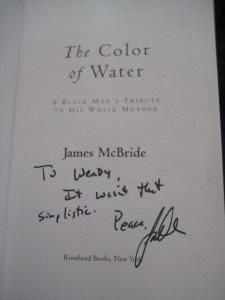 The Color
of Water
A BLACK MAN'S TRIBUTE
TO HIS WHITE MOTHER
James McBride
To Wendy,
It wasn't that
simplistic.
Peace,
Riverhead Books, New York